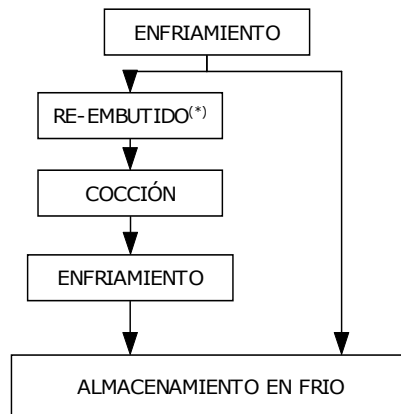 ENFRIAMIENTO
RE-EMBUTIDO(*)
COCCIÓN
ENFRIAMIENTO
ALMACENAMIENTO EN FRIO